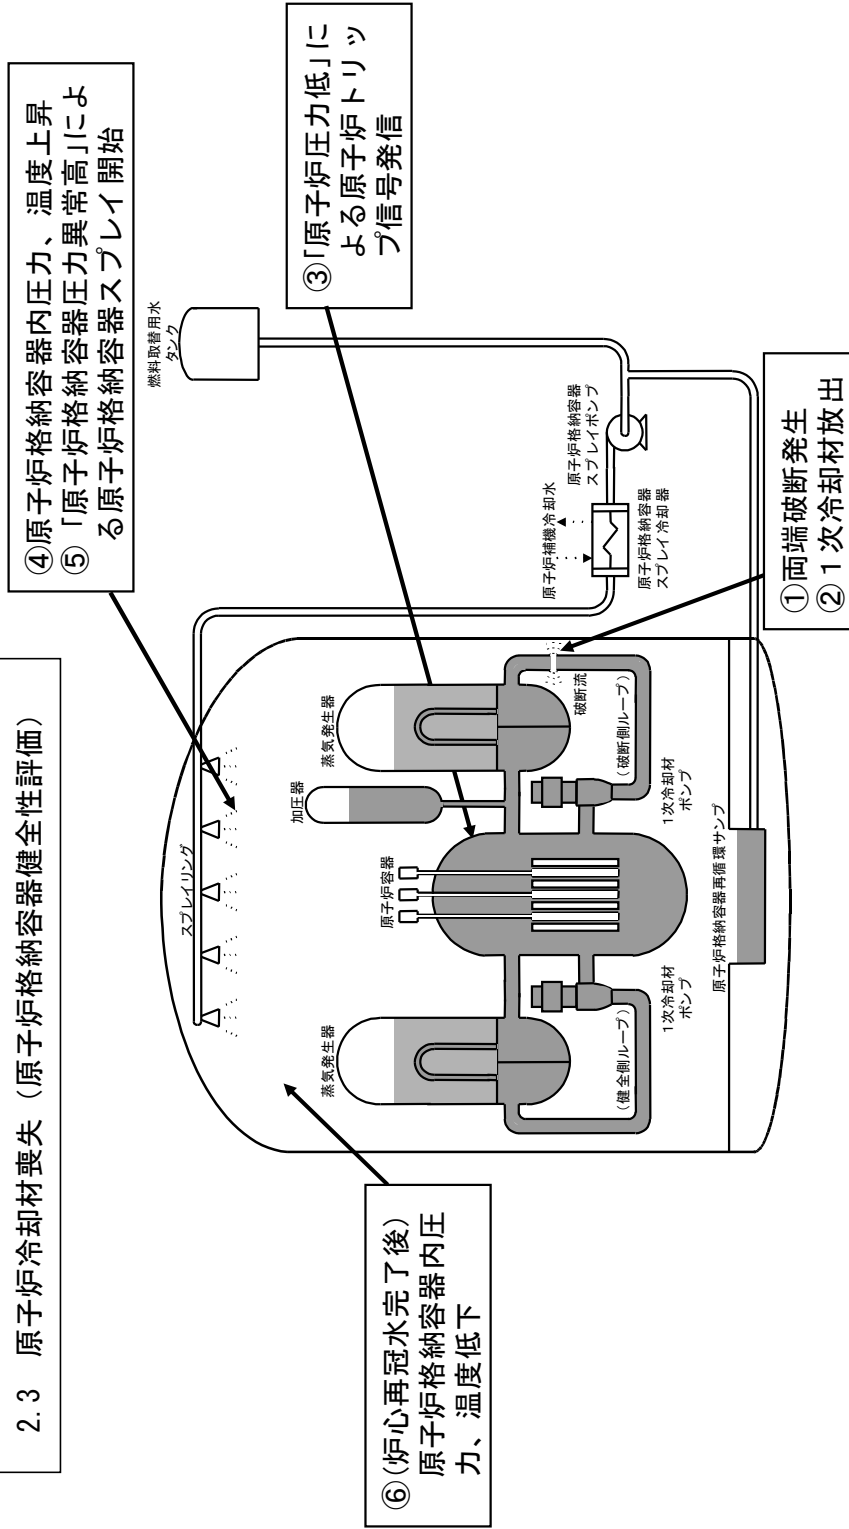 2.3 原子炉冷却材喪失（原子炉格納容器健全性評価）
④原子炉格納容器内圧力、温度上昇
⑤「原子炉格納容器圧力異常高」によ
る原子炉格納容器スプレイ開始
③「原子炉圧力低」に
よる原子炉トリッ
プ信号発信
⑥(炉心再冠水完了後)
原子炉格納容器内圧
力、温度低下
①両端破断発生
②１次冷却材放出
燃料取替用水
タンク
スプレイリング
原子炉補機冷却水
原子炉格納容器
スプレイポンプ
原子炉格納容器
スプレイ冷却器
蒸気発生器
原子炉容器
加圧器
蒸気発生器
破断流
(健全側ループ)
1次冷却材
ポンプ
1次冷却材
ポンプ
(破断側ループ)
原子炉格納容器再循環サンプ